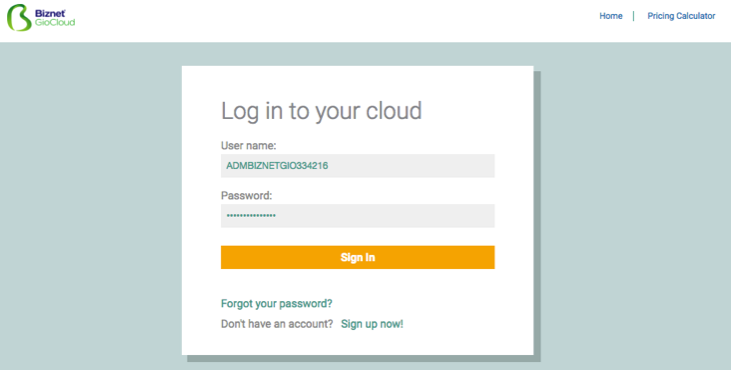 Biznet
GioCloud
Home | Pricing Calculator
Log in to your cloud
User name:
ADMBIZNETGIO334216
Password:
•••••••••••••••
Sign in
Forgot your password?
Don't have an account? Sign up now!